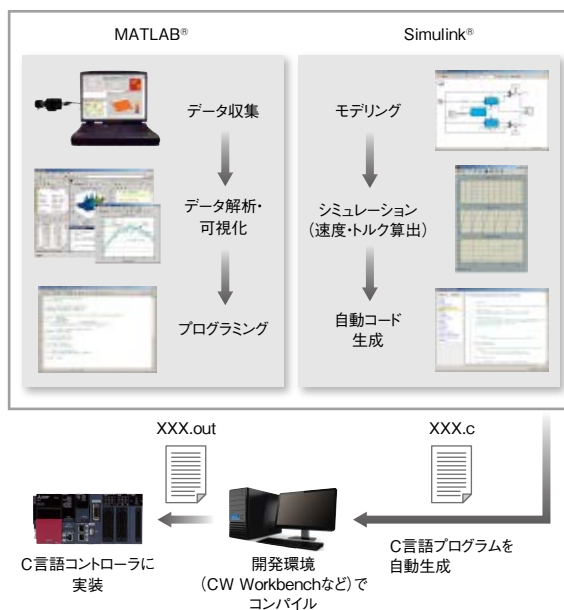 MATLAB®
データ収集
データ解析・
可視化
プログラミング
Simulink®
モデリング
シミュレーション
（速度・トルク算出）
自動コード
生成
XXX.out
XXX.c
C言語コントローラに
実装
開発環境
（CW Workbenchなど）で
コンパイル
C言語プログラムを
自動生成